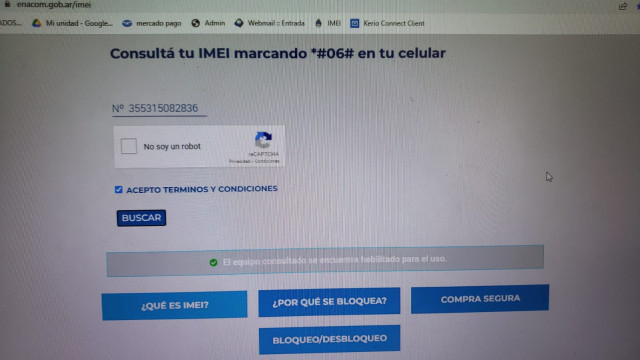 enacom.gob.ar/imei
ADOS...
Mi unidad - Google...
mercado pago
Admin
Webmail :: Entrada
IMEI
Kerio Connect Client
Consultá tu IMEI marcando *#06# en tu celular
Nº 355315082836
No soy un robot
reCAPTCHA
Privacidad - Condiciones
ACEPTO TERMINOS Y CONDICIONES
BUSCAR
El equipo consultado se encuentra habilitado para el uso.
¿QUÉ ES IMEI?
¿POR QUÉ SE BLOQUEA?
COMPRA SEGURA
BLOQUEO/DESBLOQUEO